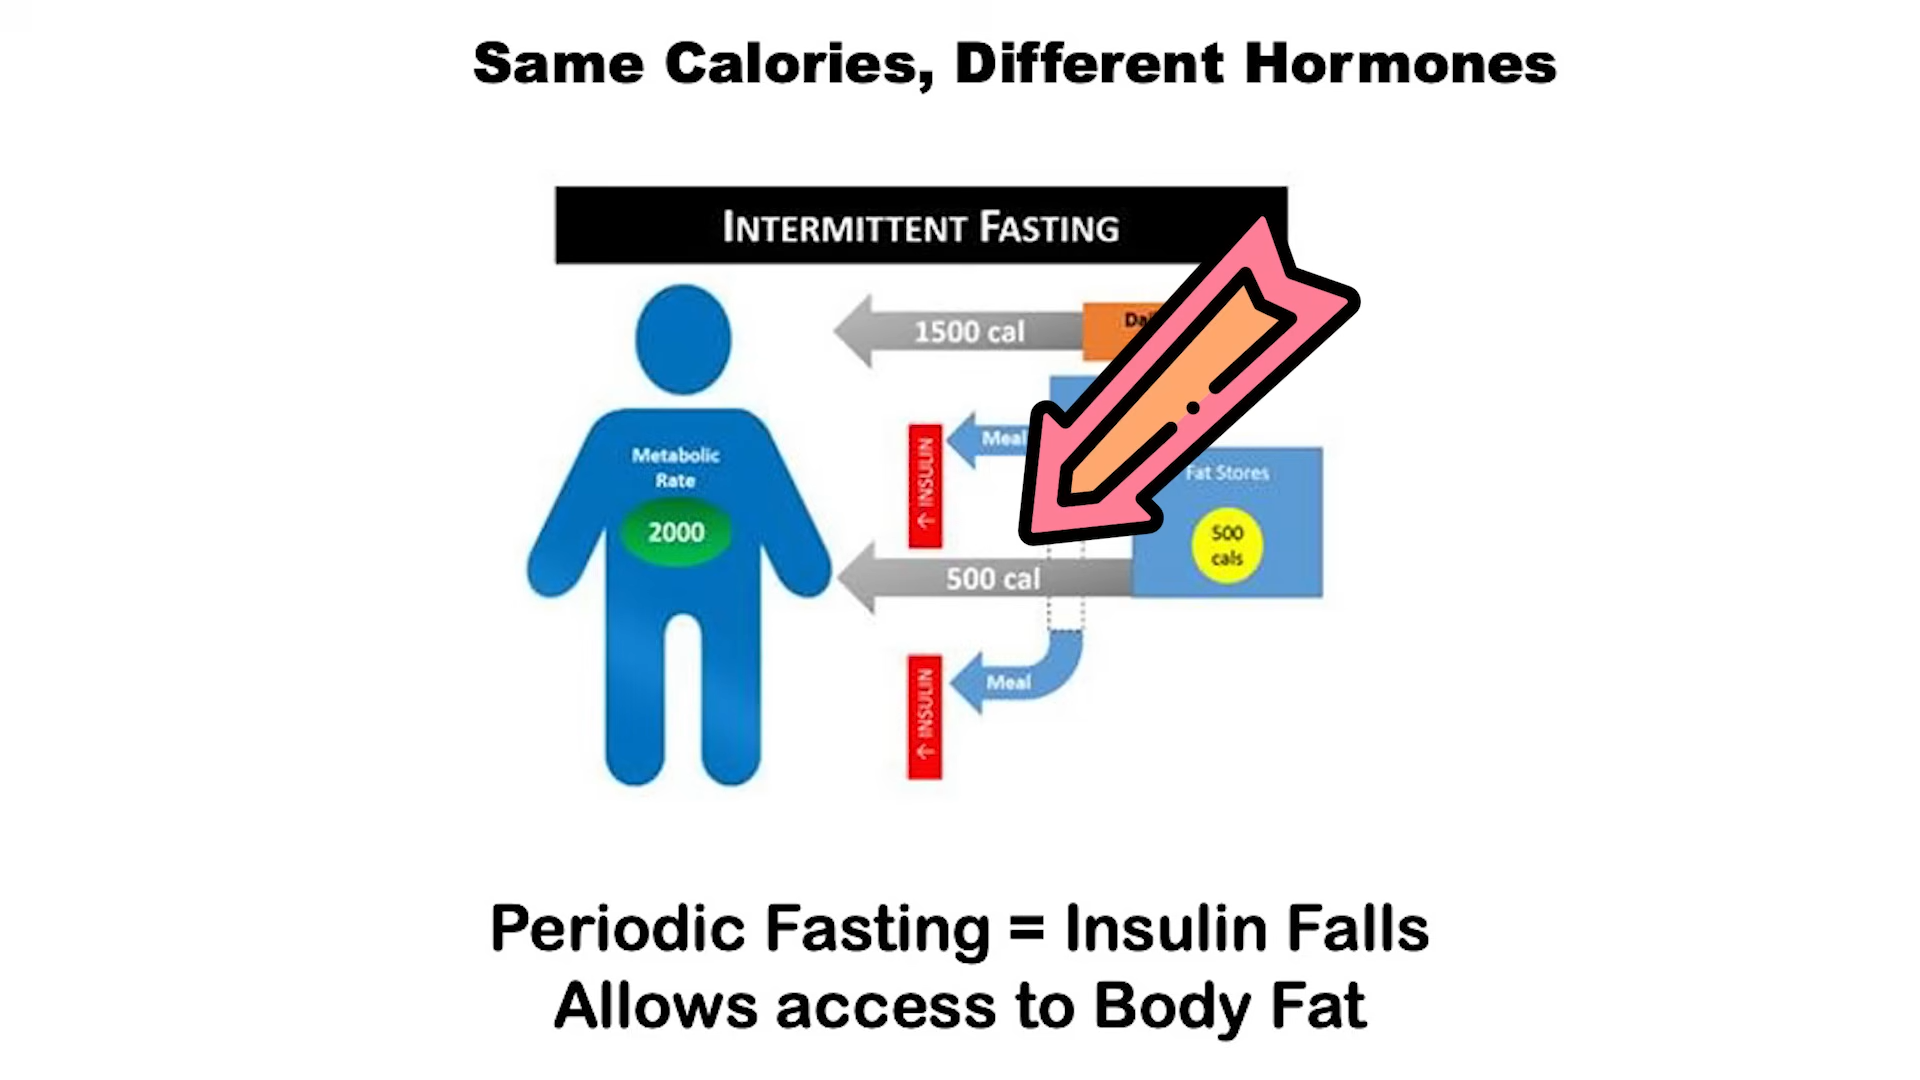 Same Calories, Different Hormones
INTERMITTENT FASTING
1500 cal
Metabolic
Rate
2000
↑ INSULIN
Meal
Fat Stores
500
cals
500 cal
↑ INSULIN
Meal
Periodic Fasting = Insulin Falls
Allows access to Body Fat